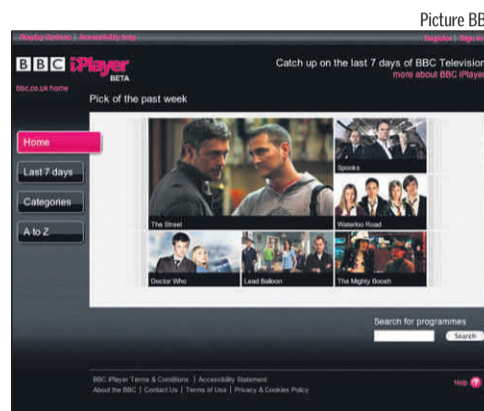 Picture BB
Playing Options | Accessibility help
Register | Sign in
BBC iPlayer
BETA
Catch up on the last 7 days of BBC Television
more about BBC iPlayer
bbc.co.uk home
Pick of the past week
Home
Last 7 days
Categories
A to Z
The Street
Spooks
Waterloo Road
Doctor Who
Lead Balloon
The Mighty Boosh
Search for programmes
Search
BBC iPlayer Terms & Conditions | Accessibility Statement
About the BBC | Contact Us | Terms of Use | Privacy & Cookies Policy
Help ?